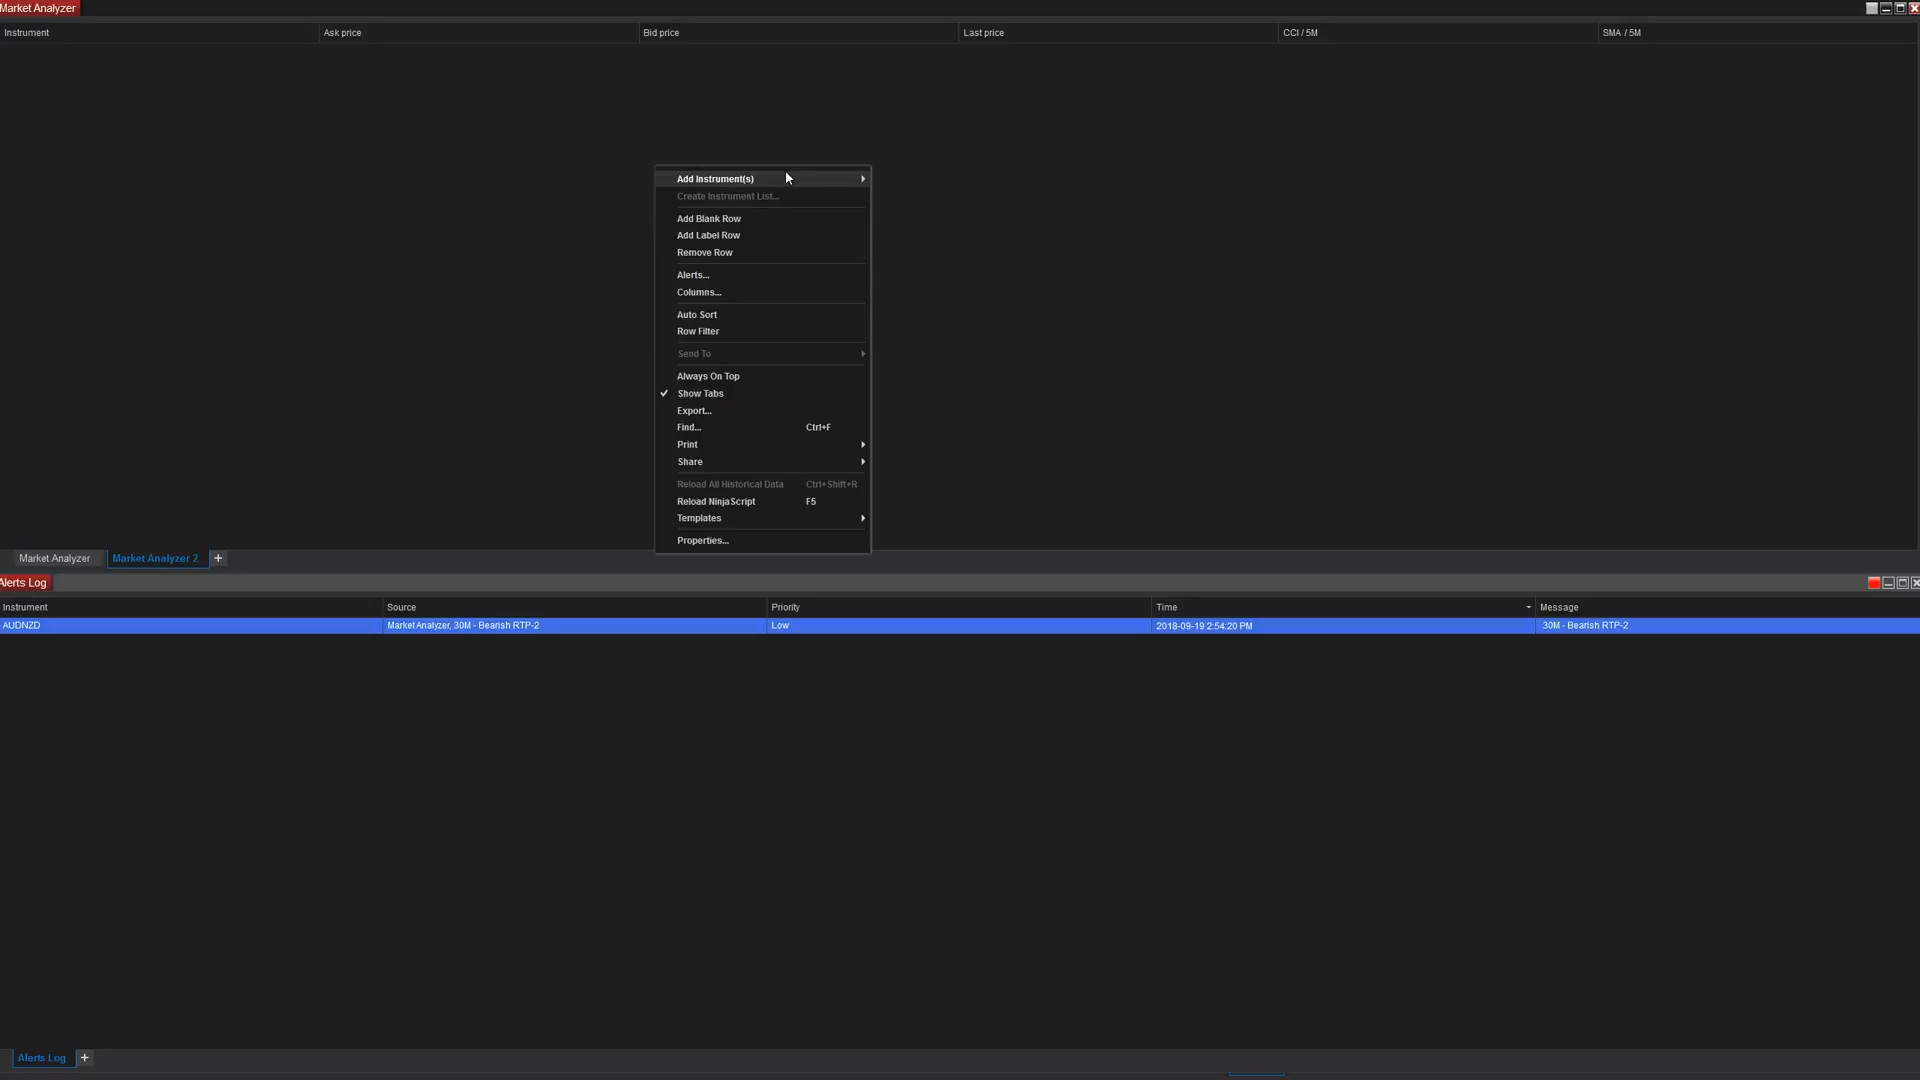 Market Analyzer
Instrument Ask price Bid price Last price CCI / 5M SMA / 5M
Add Instrument(s)
Create Instrument List...
Add Blank Row
Add Label Row
Remove Row
Alerts...
Columns...
Auto Sort
Row Filter
Send To
Always On Top
Show Tabs
Export...
Find... Ctrl+F
Print
Share
Reload All Historical Data Ctrl+Shift+R
Reload NinjaScript F5
Templates
Properties...
Market Analyzer Market Analyzer 2 +
Alerts Log
Instrument Source Priority Time Message
AUDNZD Market Analyzer, 30M - Bearish RTP-2 Low 2018-09-19 2:54:20 PM 30M - Bearish RTP-2
Alerts Log +